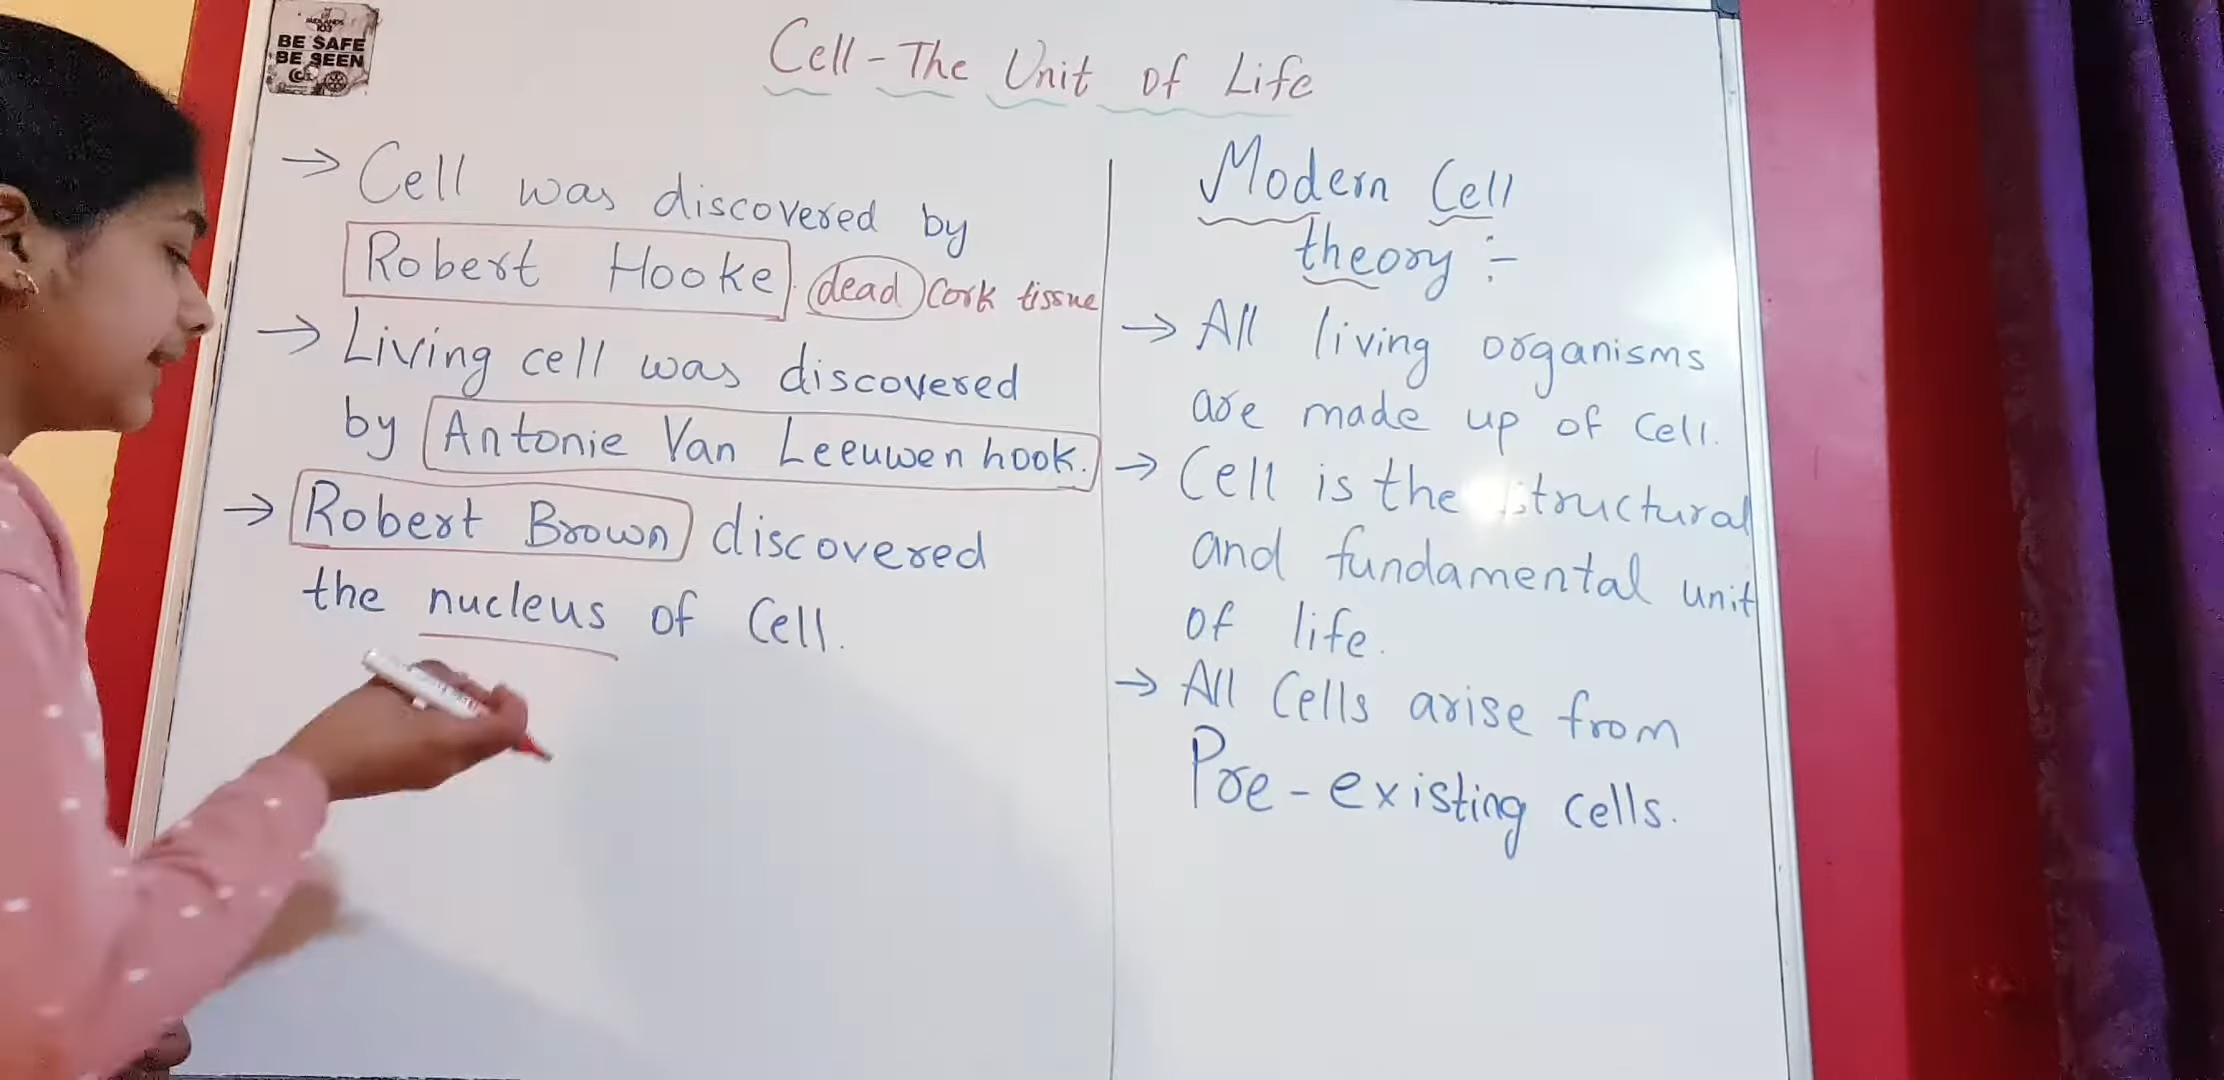 MIDLANDS
103
BE SAFE
BE SEEN
Cell - The Unit of Life
→ Cell was discovered by
Robert Hooke. dead Cork tissue
→ Living cell was discovered
by Antonie Van Leeuwen hook.
→ Robert Brown discovered
the nucleus of Cell.
Modern Cell
theory :-
→ All living organisms
are made up of Cell.
→ Cell is the structural
and fundamental unit
of life.
→ All Cells arise from
Pre-existing cells.